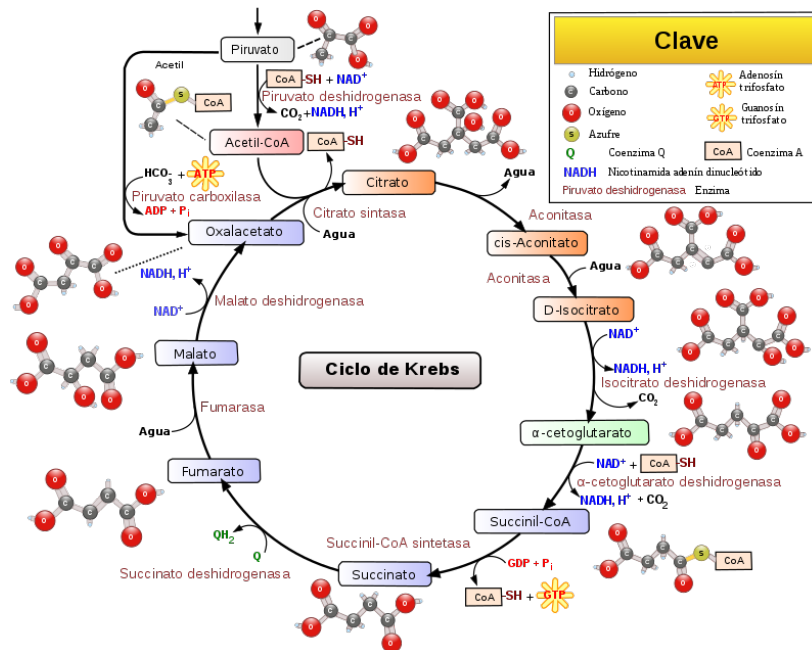 Clave
Hidrógeno
Carbono
Oxígeno
Azufre
Q Coenzima Q
NADH Nicotinamida adenín dinucleótido
Piruvato deshidrogenasa Enzima
ATP Adenosín trifosfato
GTP Guanosín trifosfato
CoA Coenzima A
Piruvato
Acetil
CoA-SH + NAD⁺
Piruvato deshidrogenasa
CO₂ + NADH, H⁺
S CoA
Acetil-CoA
CoA-SH
HCO₃⁻ + ATP
Piruvato carboxilasa
ADP + Pi
Citrato
Citrato sintasa
Agua
Oxalacetato
Agua
Aconitasa
cis-Aconitato
Aconitasa
Agua
D-Isocitrato
NAD⁺
NADH, H⁺
Isocitrato deshidrogenasa
CO₂
α-cetoglutarato
NAD⁺ + CoA-SH
α-cetoglutarato deshidrogenasa
NADH, H⁺ + CO₂
Succinil-CoA
S CoA
Succinil-CoA sintetasa
GDP + Pi
CoA-SH + GTP
Succinato
Succinato deshidrogenasa
Q
QH₂
Fumarato
Agua
Fumarasa
Malato
NAD⁺
NADH, H⁺
Malato deshidrogenasa
Ciclo de Krebs